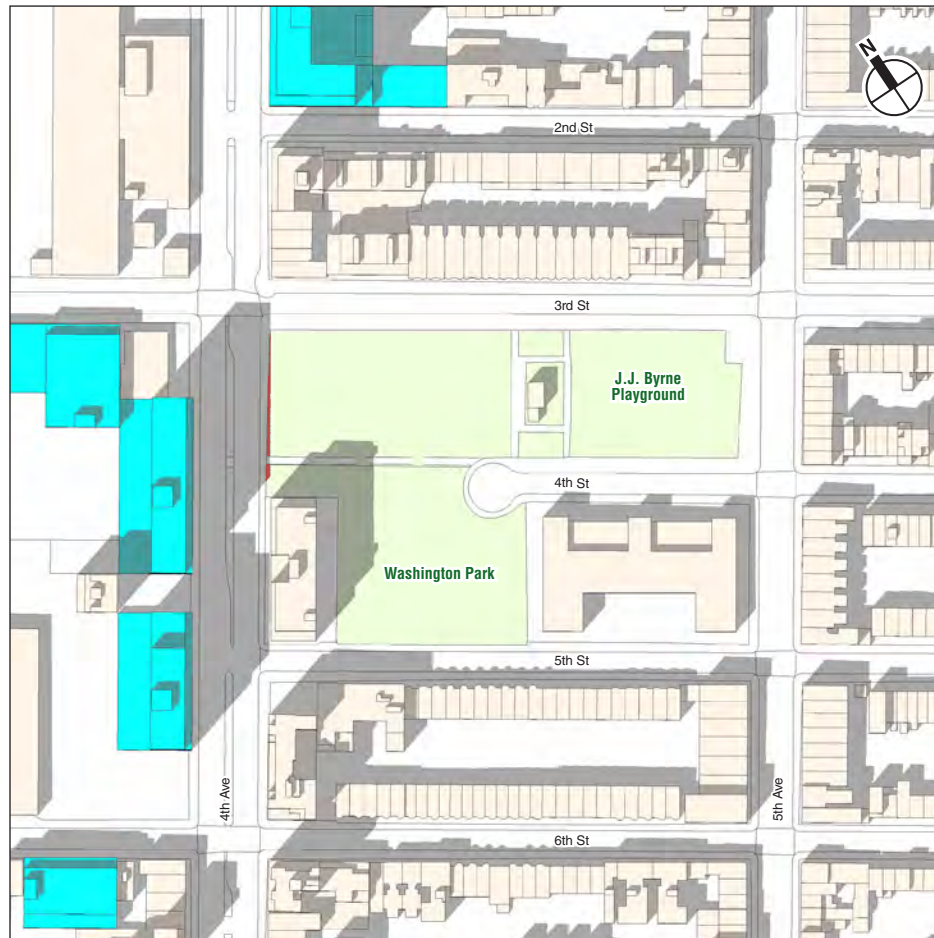 N
2nd St
3rd St
J.J. Byrne
Playground
4th St
Washington Park
5th St
4th Ave
5th Ave
6th St